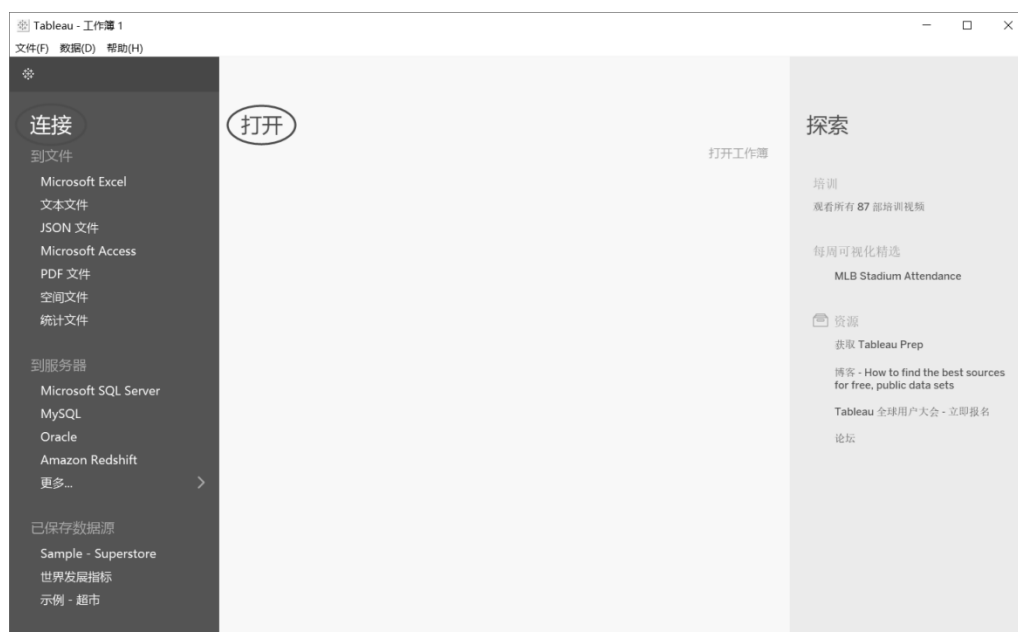 Tableau - 工作簿 1
文件(F) 数据(D) 帮助(H)
连接
到文件
Microsoft Excel
文本文件
JSON 文件
Microsoft Access
PDF 文件
空间文件
统计文件
到服务器
Microsoft SQL Server
MySQL
Oracle
Amazon Redshift
更多...
已保存数据源
Sample - Superstore
世界发展指标
示例 - 超市
打开
打开工作簿
探索
培训
观看所有 87 部培训视频
每周可视化精选
MLB Stadium Attendance
资源
获取 Tableau Prep
博客 - How to find the best sources
for free, public data sets
Tableau 全球用户大会 - 立即报名
论坛